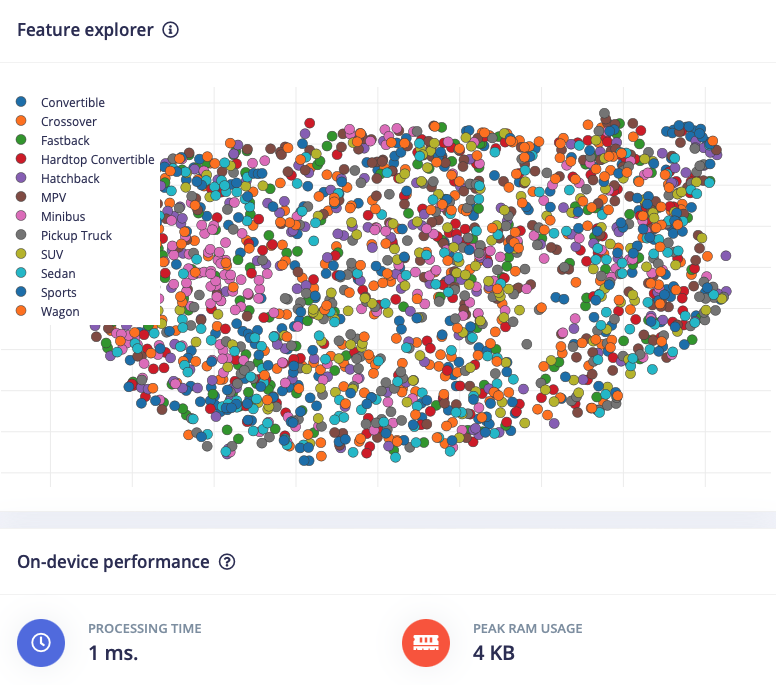 Feature explorer
Convertible
Crossover
Fastback
Hardtop Convertible
Hatchback
MPV
Minibus
Pickup Truck
SUV
Sedan
Sports
Wagon
On-device performance
PROCESSING TIME
1 ms.
PEAK RAM USAGE
4 KB